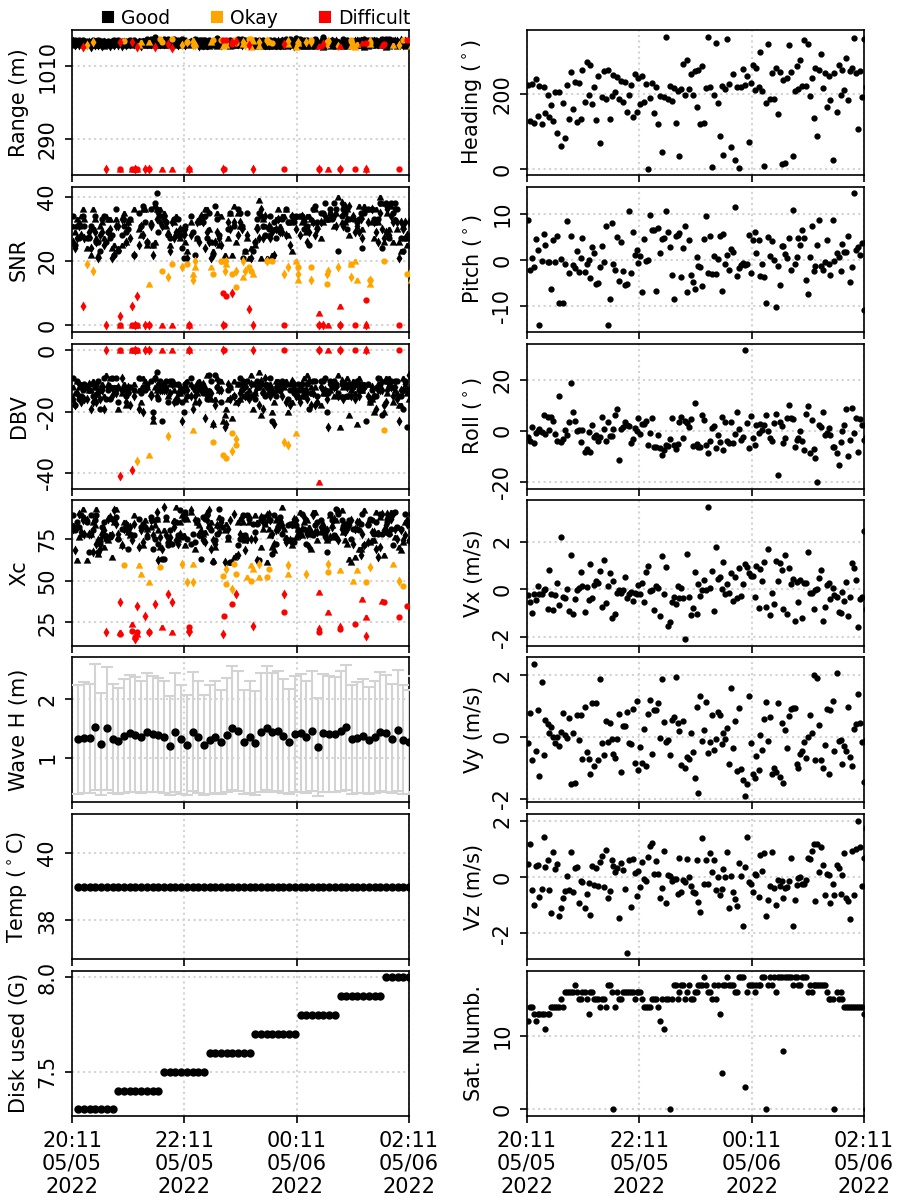 Good Okay Difficult
Range (m)
1010
290
SNR
40
20
0
DBV
0
-20
-40
Xc
75
50
25
Wave H (m)
2
1
Temp (°C)
40
38
Disk used (G)
8.0
7.5
20:11 22:11 00:11 02:11
05/05 05/05 05/06 05/06
2022 2022 2022 2022
Heading (°)
200
0
Pitch (°)
10
0
-10
Roll (°)
20
0
-20
Vx (m/s)
2
0
-2
Vy (m/s)
2
0
-2
Vz (m/s)
2
0
-2
Sat. Numb.
10
0
20:11 22:11 00:11 02:11
05/05 05/05 05/06 05/06
2022 2022 2022 2022